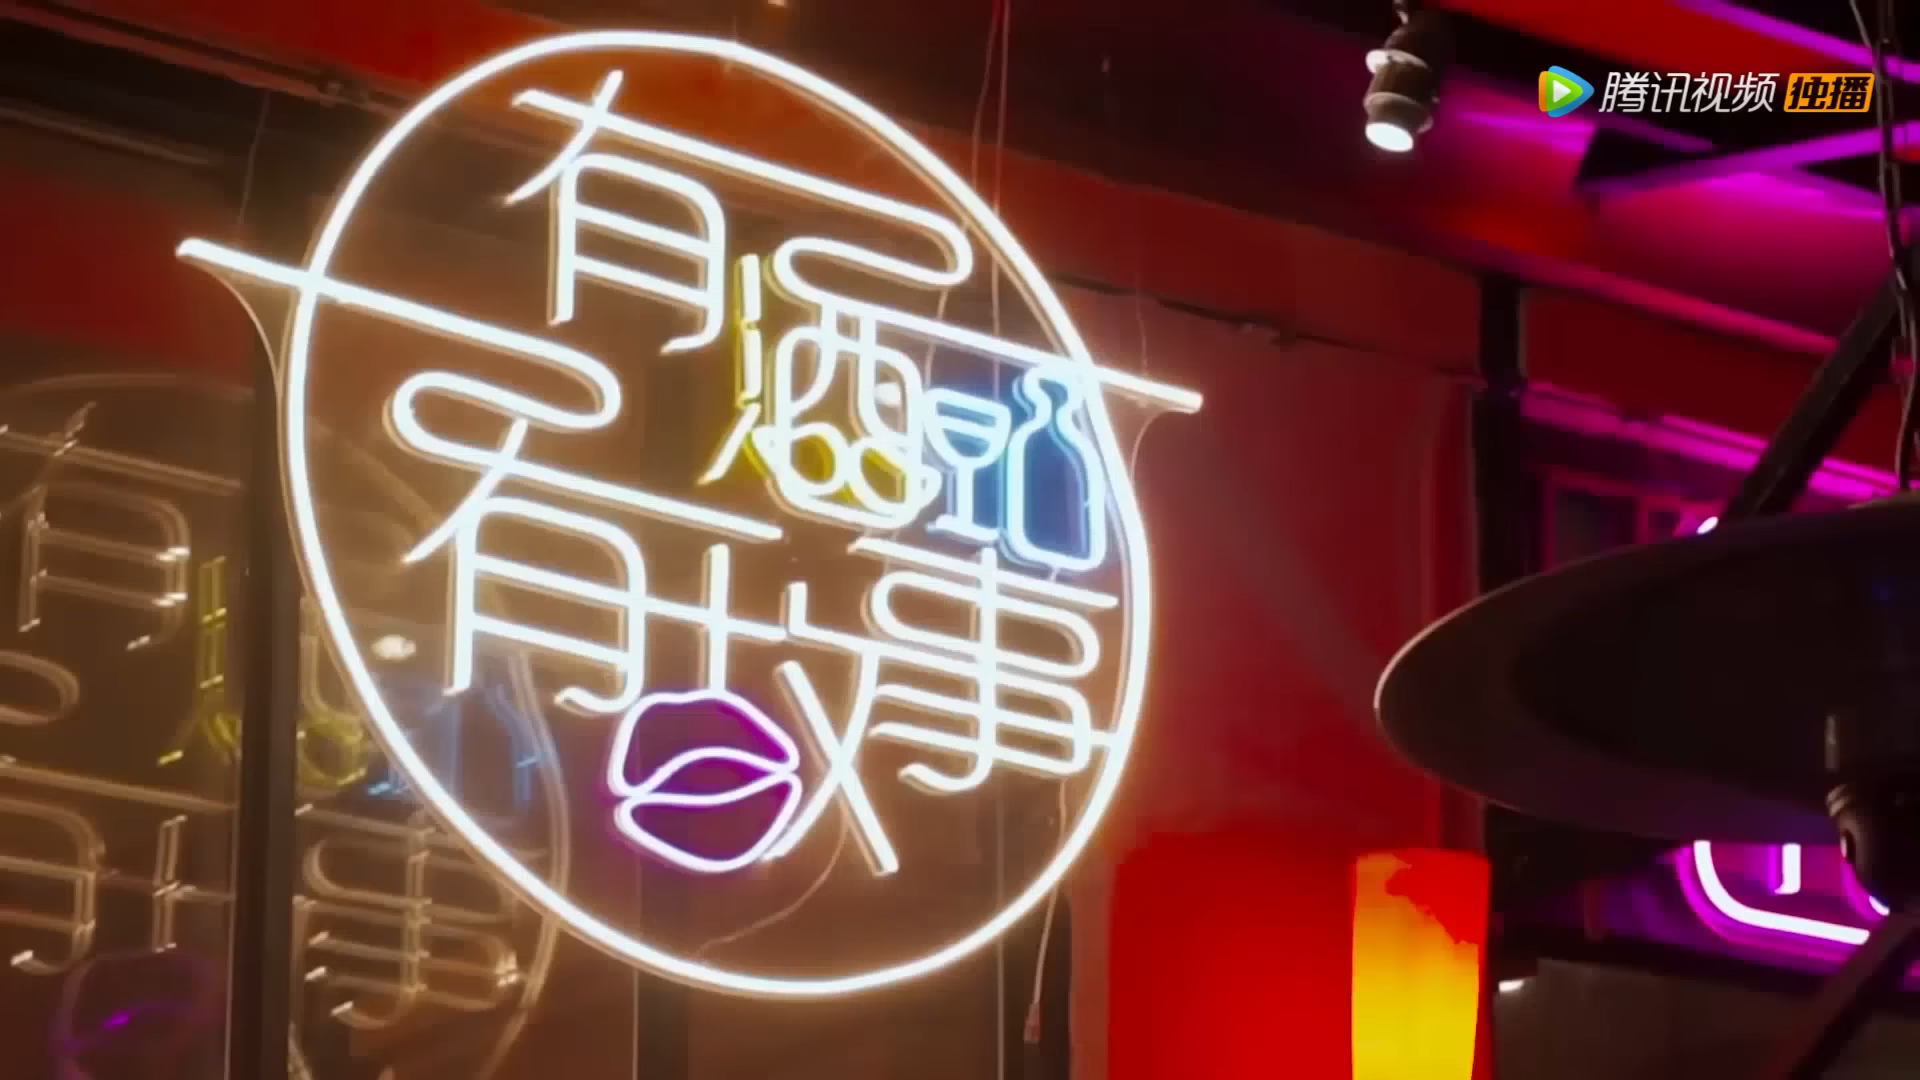 有酒
有故事
腾讯视频 独播